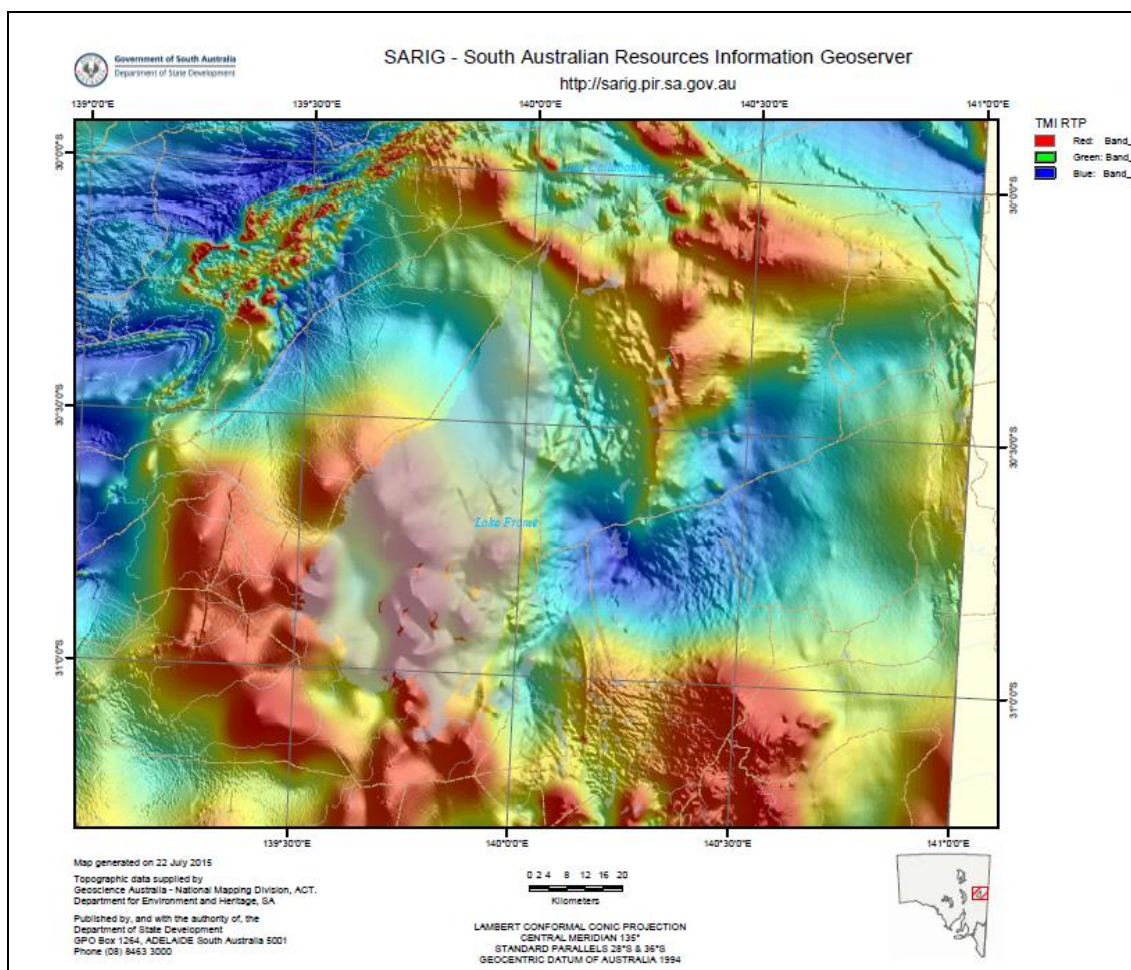 Government of South Australia
Department of State Development
SARIG - South Australian Resources Information Geoserver
http://sarig.pir.sa.gov.au
139°0'0"E
139°30'0"E
140°0'0"E
140°30'0"E
141°0'0"E
TMI RTP
Red: Band_
Green: Band_
Blue: Band_
30°0'0"S
30°0'0"S
30°30'0"S
30°30'0"S
Lake Frome
31°0'0"S
31°0'0"S
139°30'0"E
140°0'0"E
140°30'0"E
141°0'0"E
Map generated on 22 July 2015
Topographic data supplied by
Geoscience Australia - National Mapping Division, ACT.
Department for Environment and Heritage, SA
Published by, and with the authority of, the
Department of State Development
GPO Box 1264, ADELAIDE South Australia 5001
Phone (08) 8463 3000
0 2 4 8 12 16 20
Kilometers
LAMBERT CONFORMAL CONIC PROJECTION
CENTRAL MERIDIAN 135°
STANDARD PARALLELS 28°S & 36°S
GEOCENTRIC DATUM OF AUSTRALIA 1994